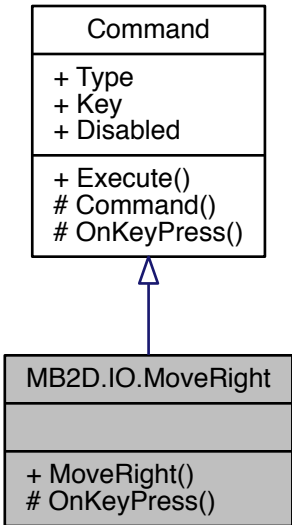 Command
+ Type
+ Key
+ Disabled
+ Execute()
# Command()
# OnKeyPress()
MB2D.IO.MoveRight
+ MoveRight()
# OnKeyPress()